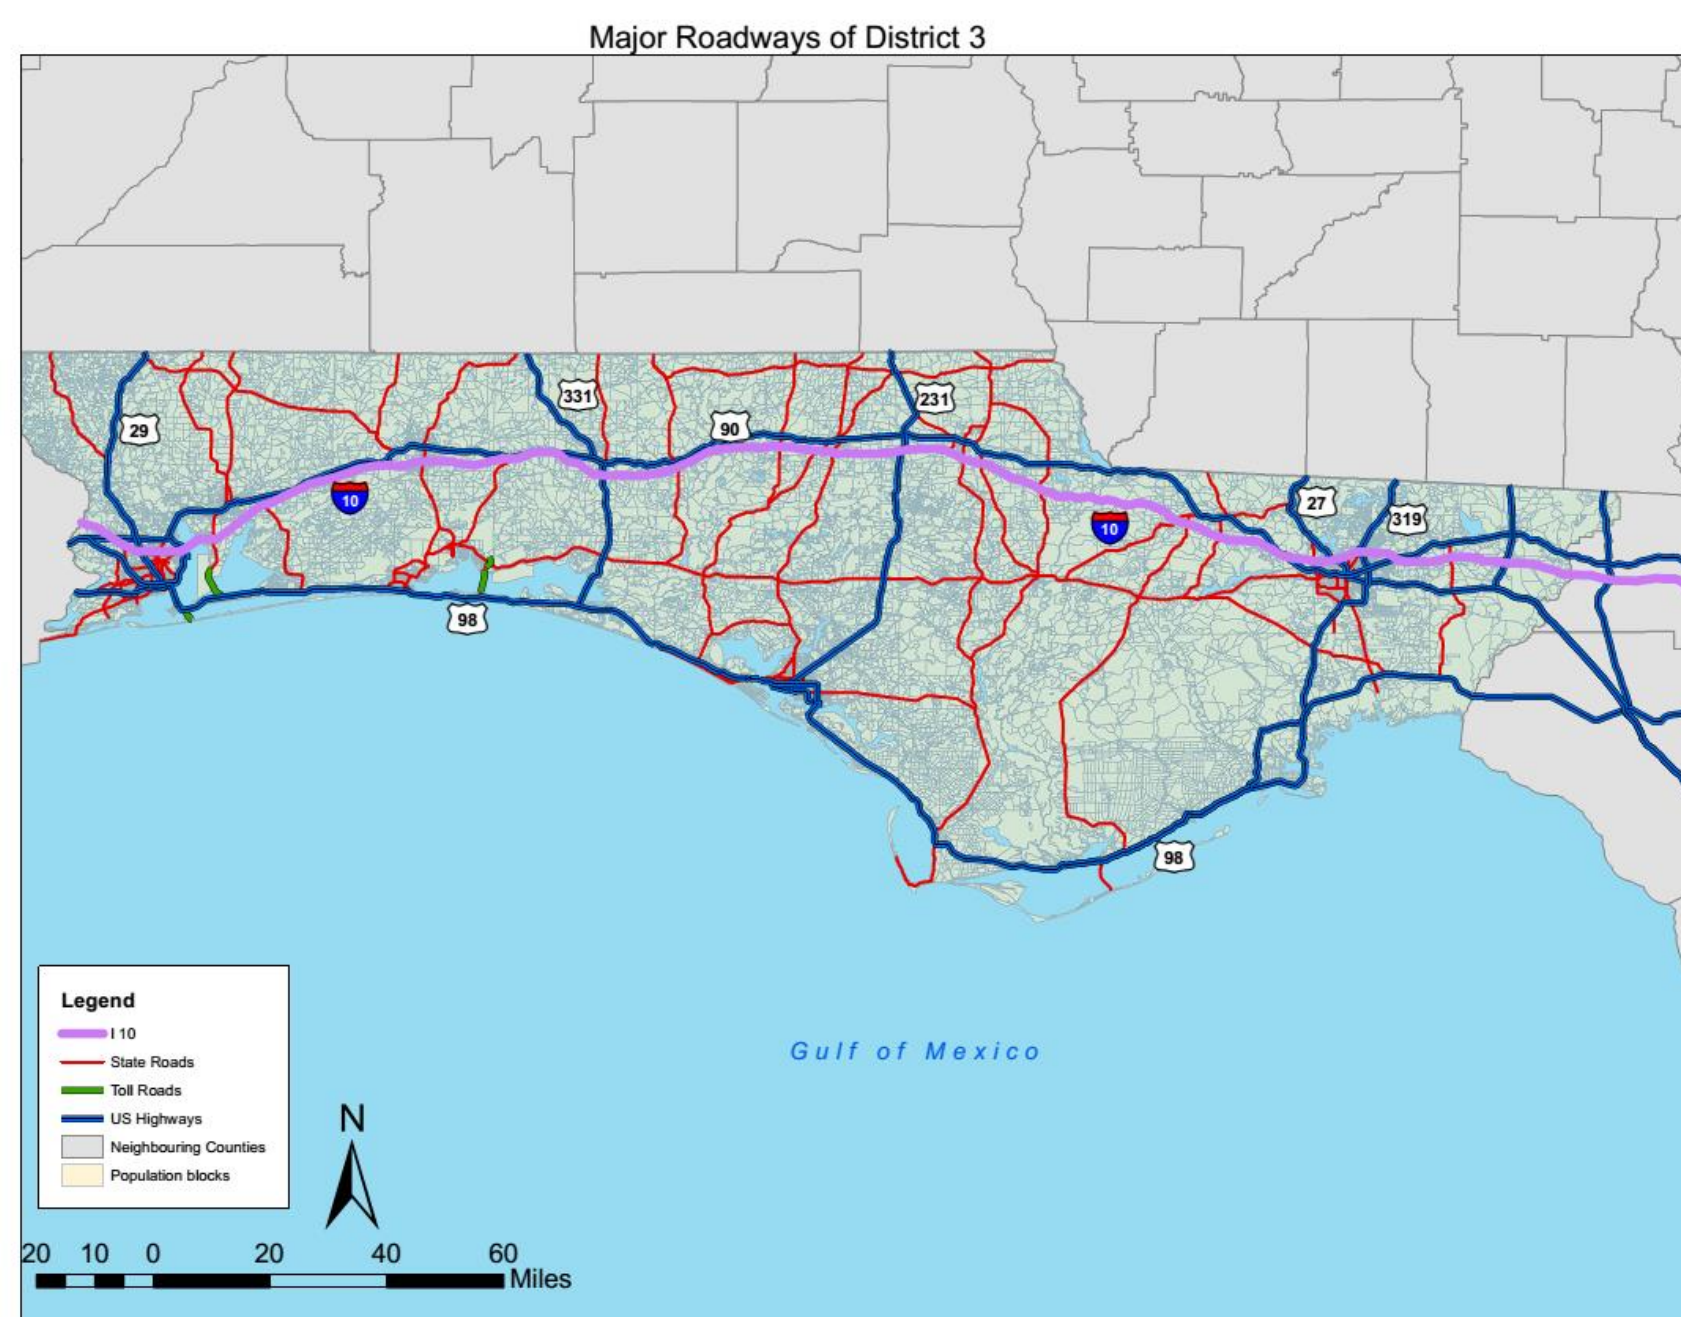 Major Roadways of District 3
331
231
29
90
10
27
10
319
98
98
Gulf of Mexico
Legend
I 10
State Roads
Toll Roads
US Highways
Neighbouring Counties
Population blocks
N
20 10 0 20 40 60
Miles